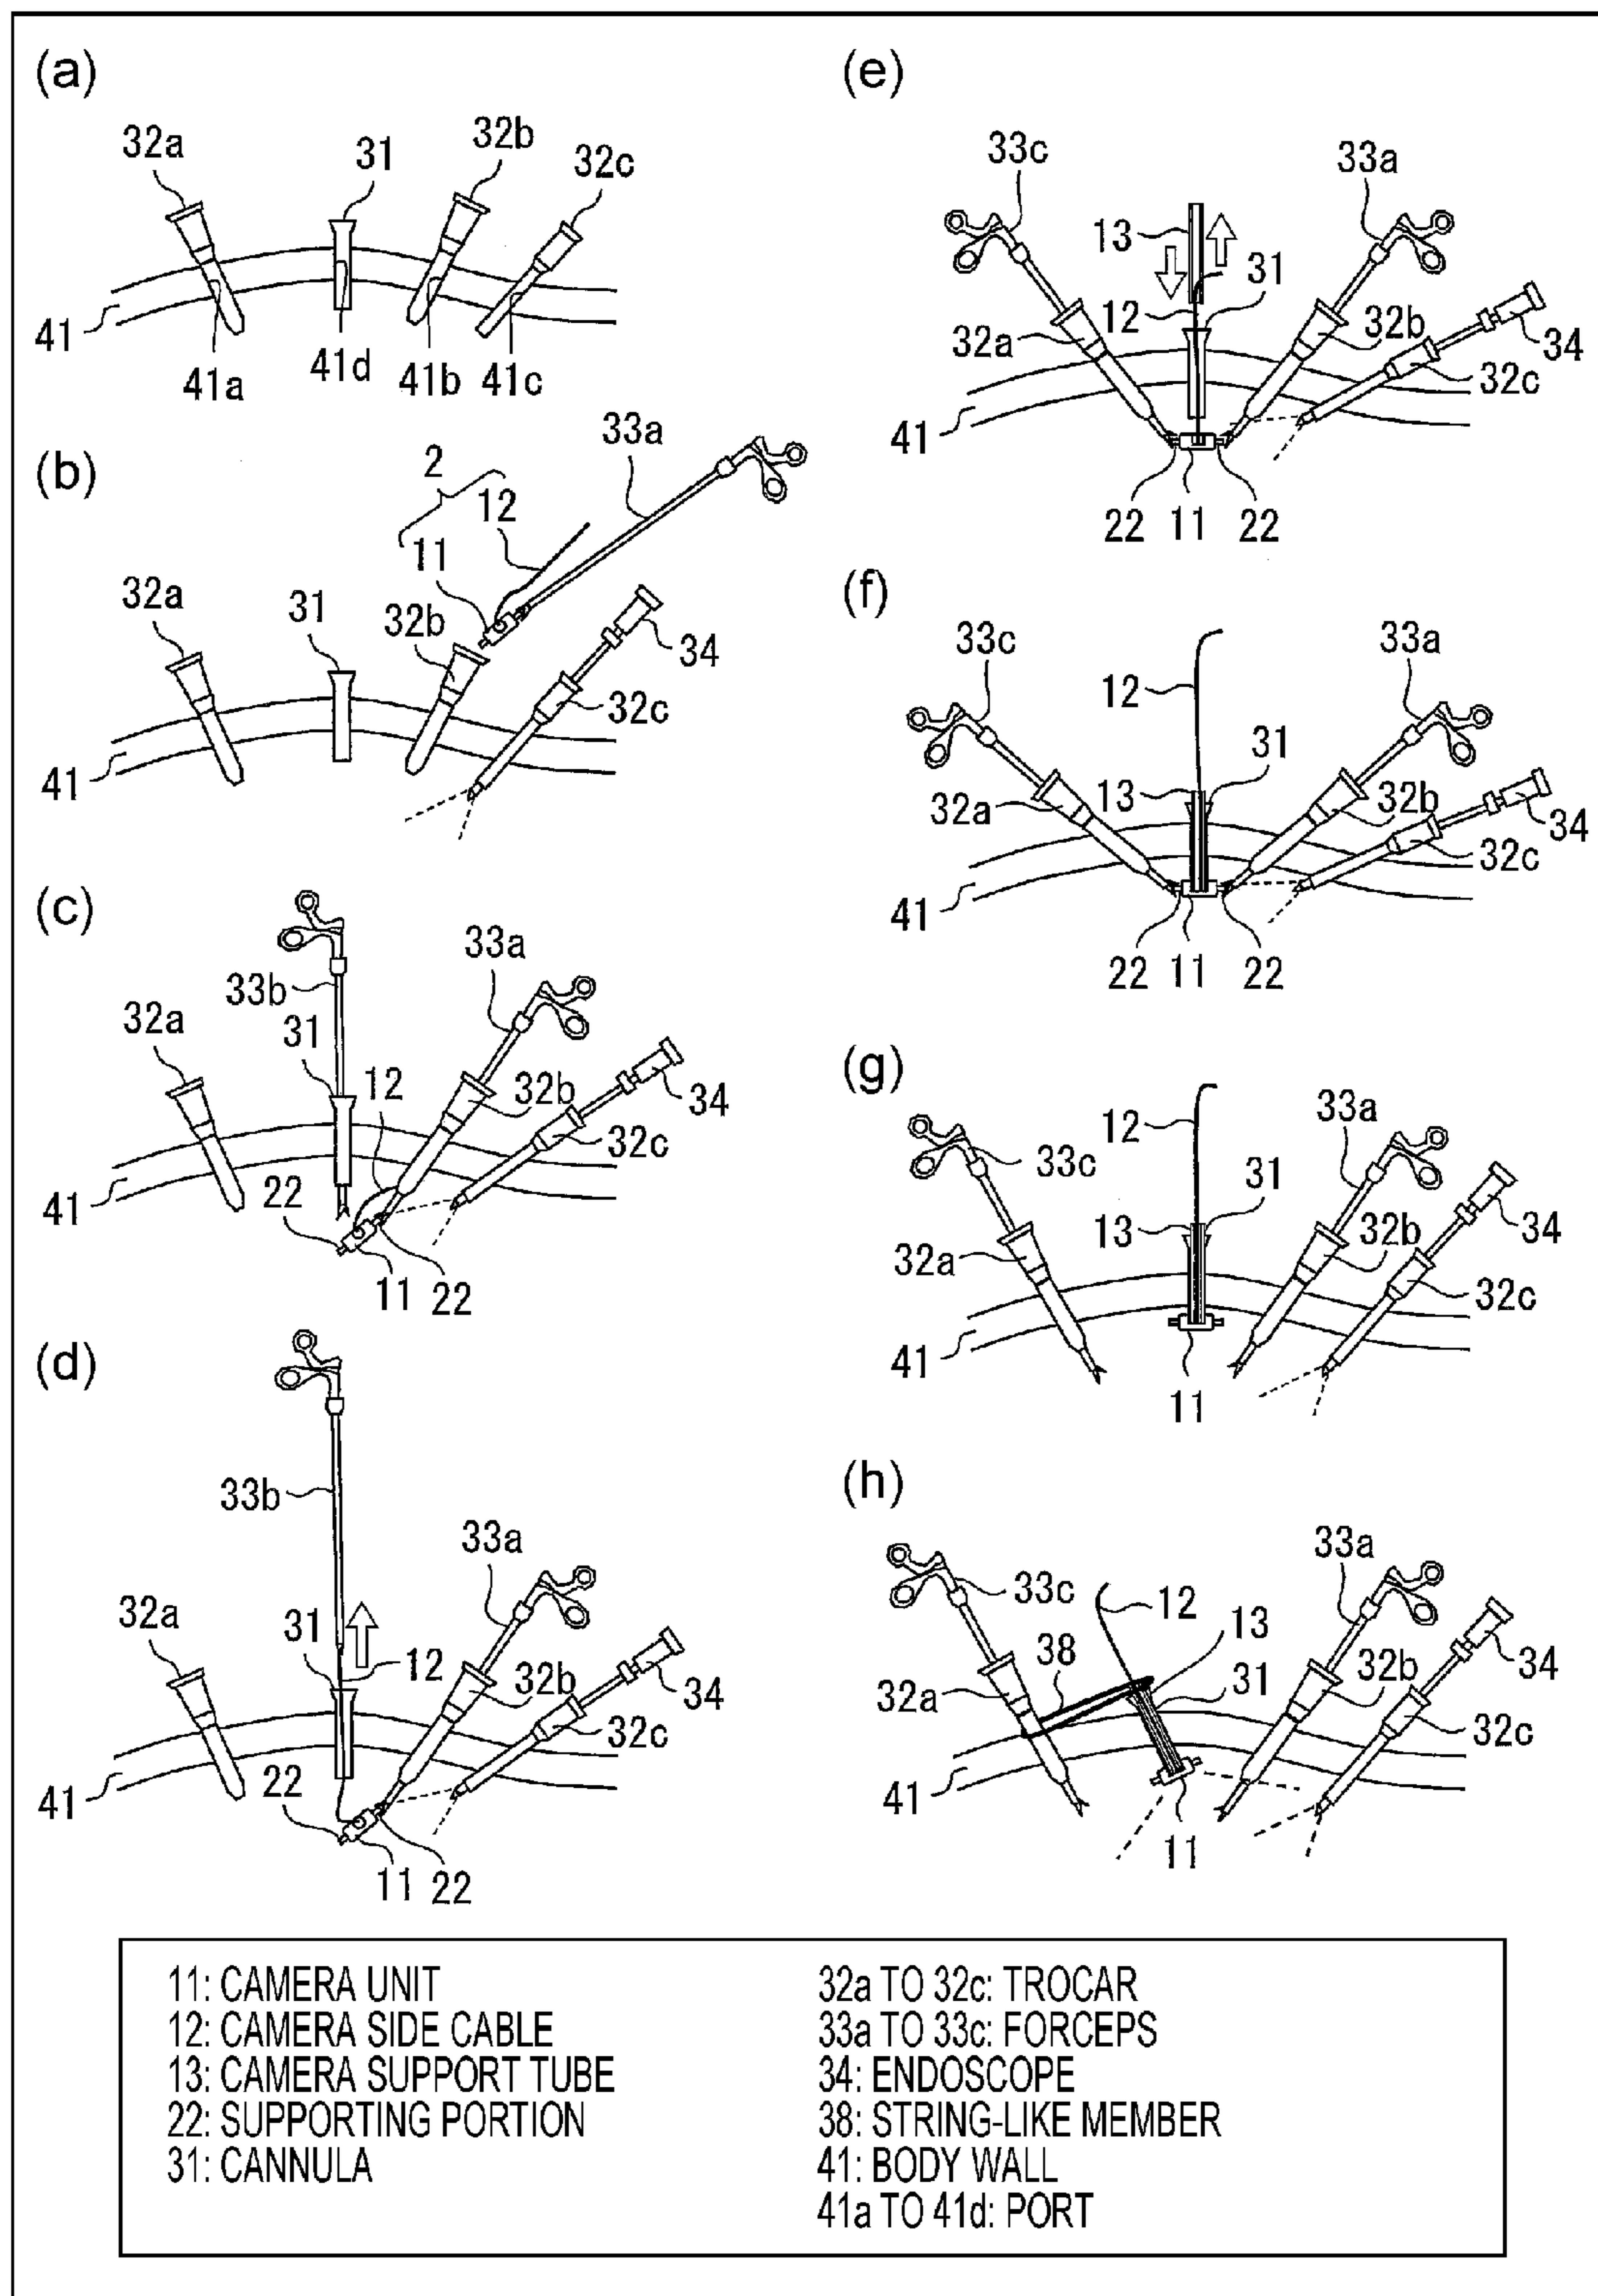 (a)
32a
31
32b
32c
41
41a
41d
41b
41c
(b)
2
33a
12
11
32a
31
32b
34
32c
41
(c)
33a
33b
32a
31
12
32b
34
32c
41
22
11
22
(d)
33b
33a
32a
31
12
32b
34
32c
41
22
11
22
(e)
33c
33a
13
31
12
32a
32b
34
32c
41
22
11
22
(f)
33c
33a
12
31
13
32a
32b
34
32c
41
22
11
22
(g)
12
33a
33c
31
13
32a
32b
34
32c
41
11
(h)
33a
33c
12
13
38
31
32a
32b
34
32c
41
11
11: CAMERA UNIT
12: CAMERA SIDE CABLE
13: CAMERA SUPPORT TUBE
22: SUPPORTING PORTION
31: CANNULA
32a TO 32c: TROCAR
33a TO 33c: FORCEPS
34: ENDOSCOPE
38: STRING-LIKE MEMBER
41: BODY WALL
41a TO 41d: PORT